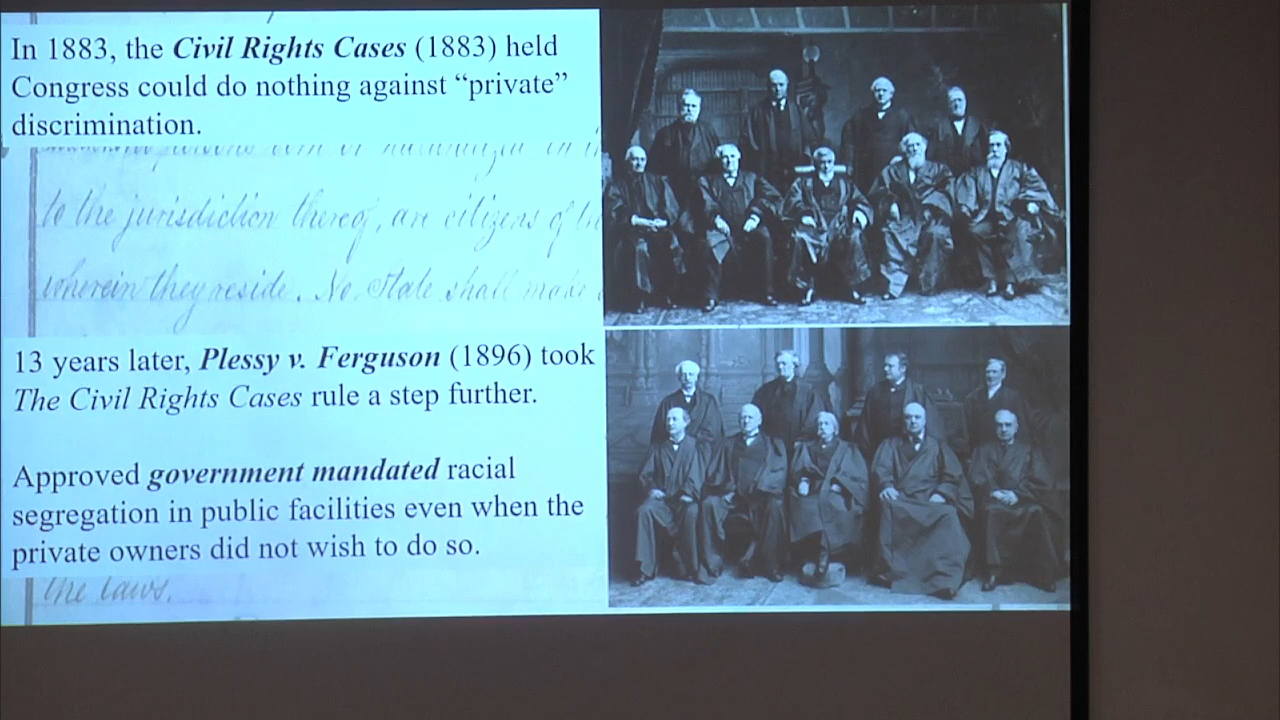 In 1883, the Civil Rights Cases (1883) held
Congress could do nothing against “private”
discrimination.
to the jurisdiction thereof, are citizens of
wherein they reside. No State shall make
13 years later, Plessy v. Ferguson (1896) took
The Civil Rights Cases rule a step further.
Approved government mandated racial
segregation in public facilities even when the
private owners did not wish to do so.
the laws.